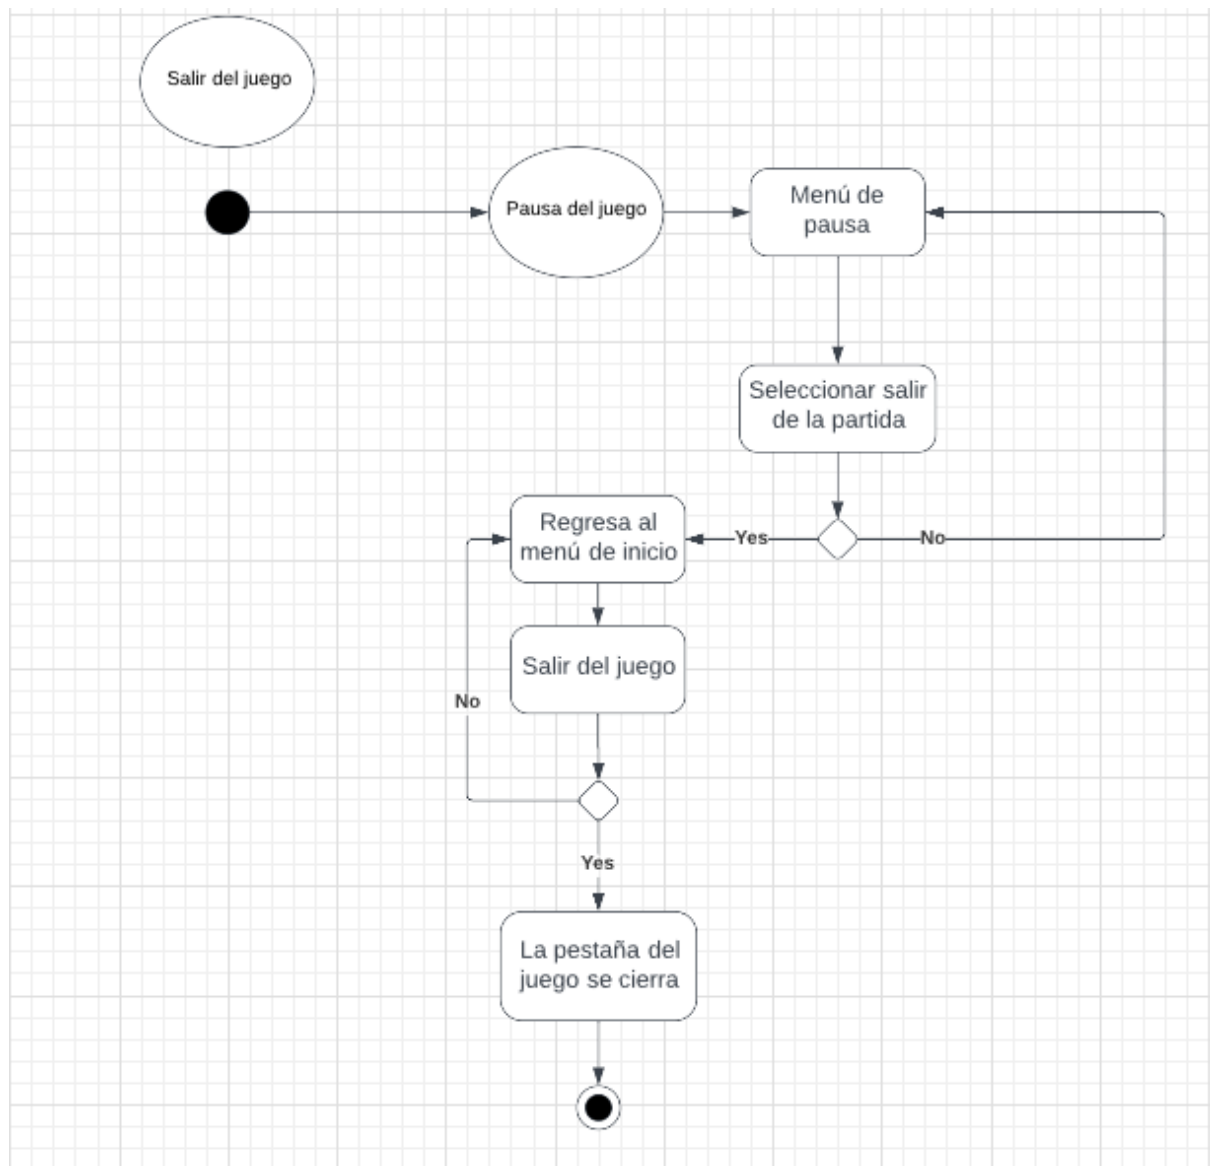 Salir del juego
Pausa del juego
Menú de
pausa
Seleccionar salir
de la partida
Regresa al
menú de inicio
Yes
No
Salir del juego
No
Yes
La pestaña del
juego se cierra